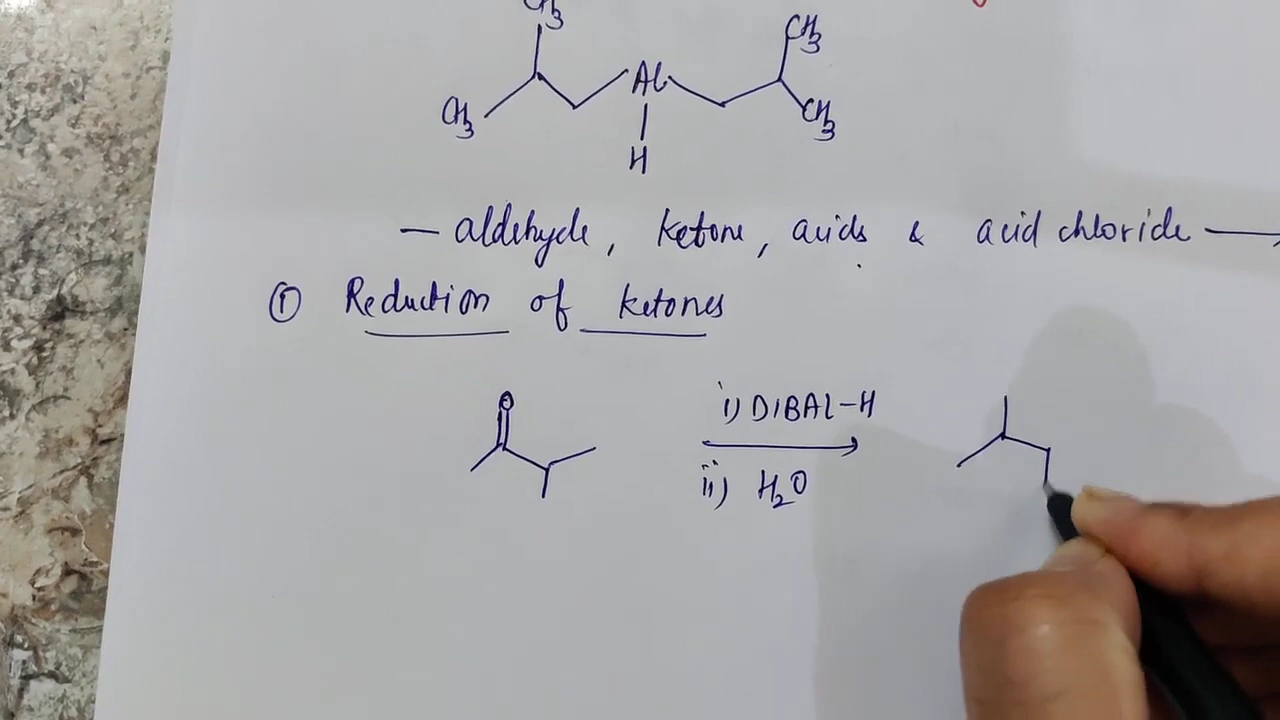 CH3 CH3
Al
CH3 CH3
H
— aldehyde, ketone, acids & acid chloride →
① Reduction of ketones
O
i) DIBAL-H
ii) H2O